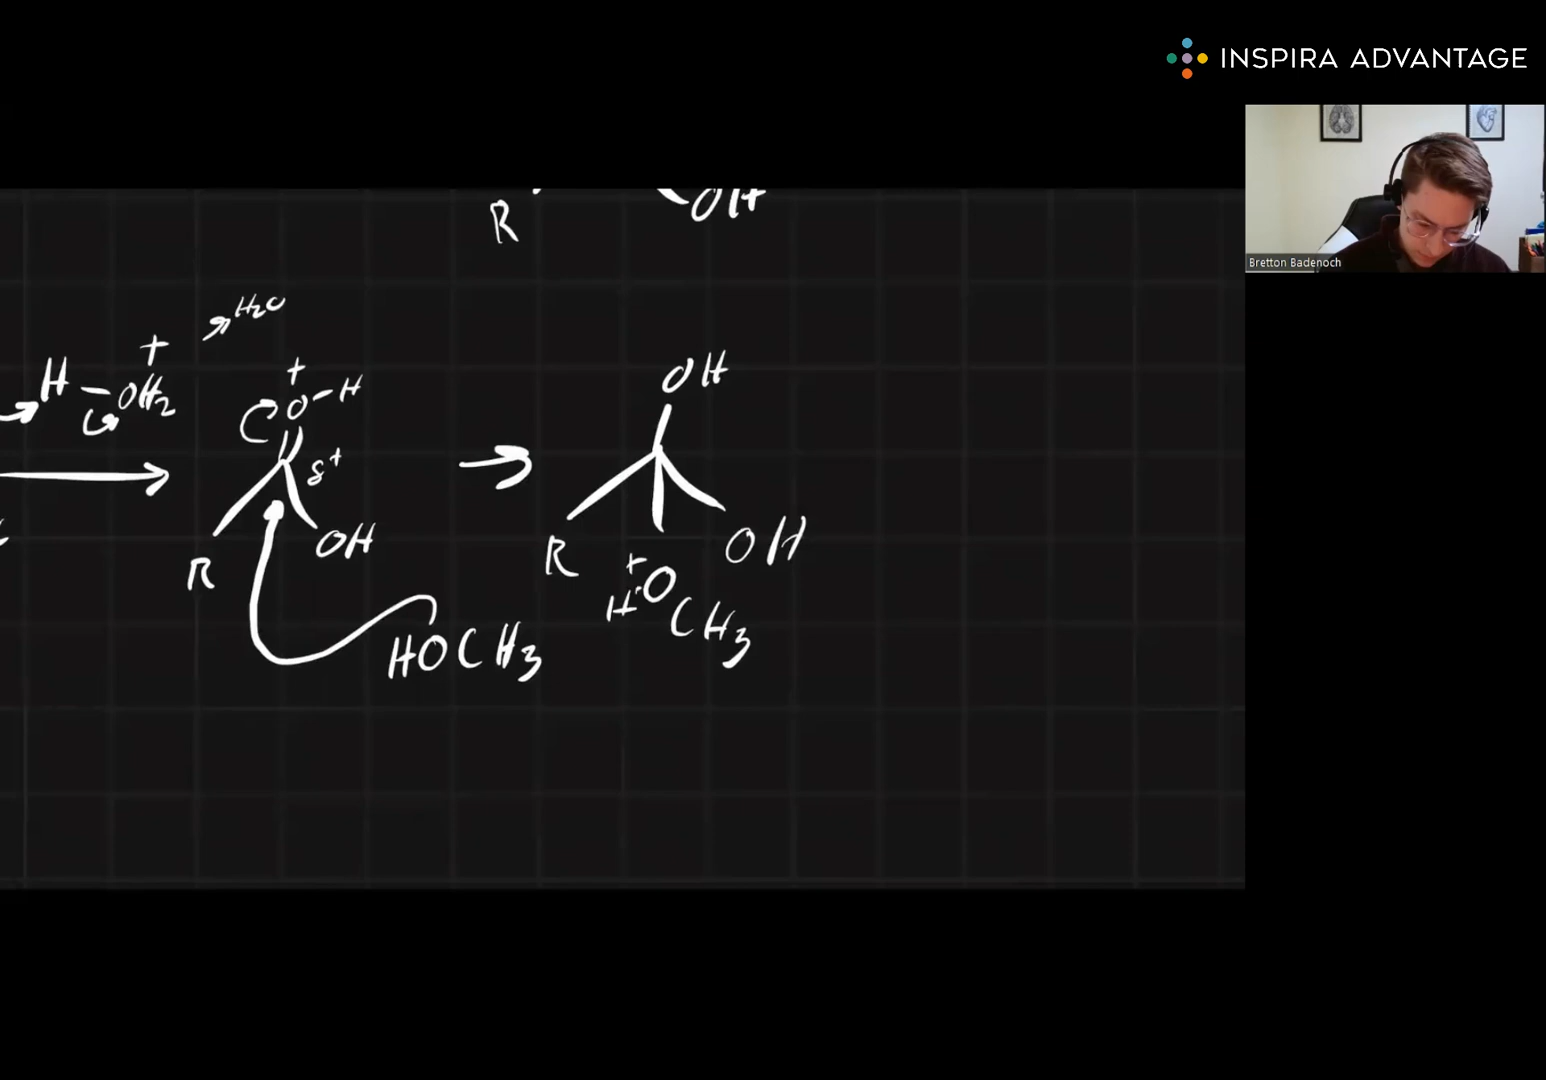 INSPIRA ADVANTAGE
Bretton Badenoch
R
OH
H₂O
H-OH₂
+
+
O-H
δ+
R
OH
HOCH₃
OH
R
OH
+
H O
CH₃